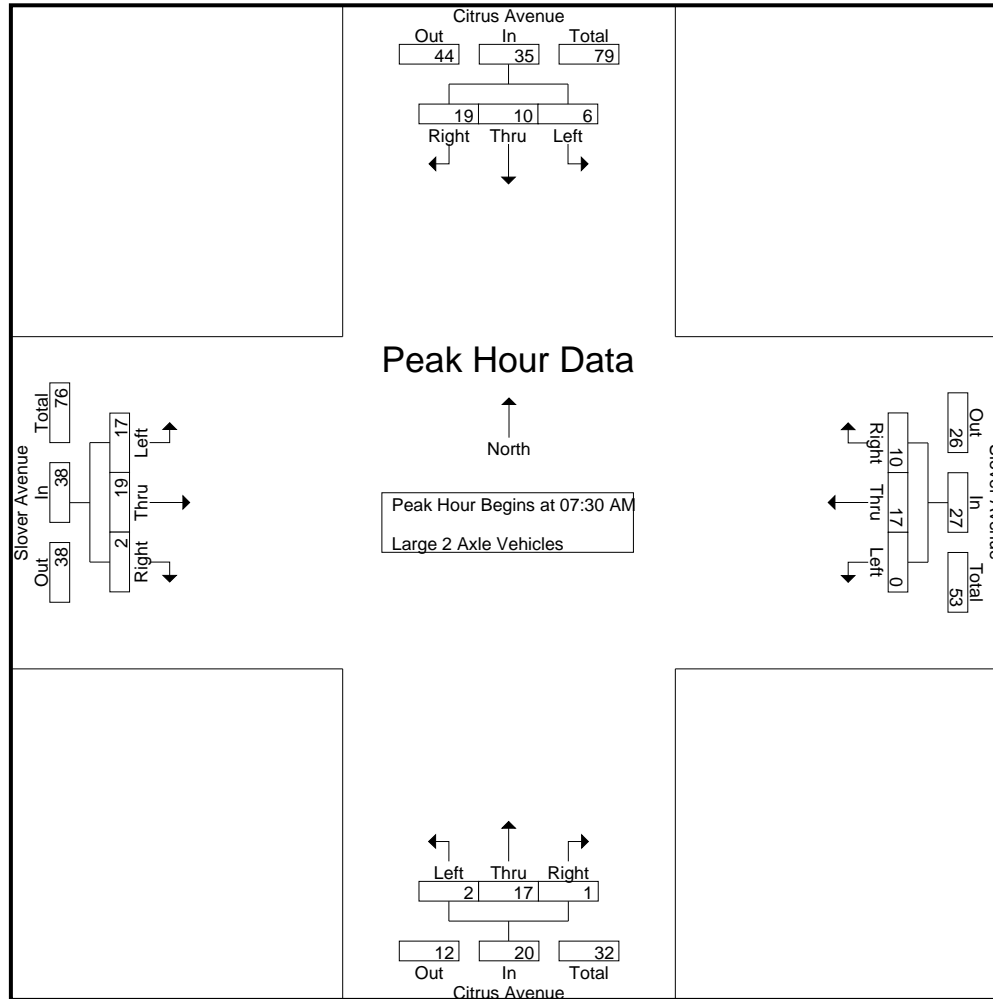 Citrus Avenue
Out In Total
44 35 79
19 10 6
Right Thru Left
Peak Hour Data
North
Peak Hour Begins at 07:30 AM
Large 2 Axle Vehicles
Slover Avenue
Out In Total
38 38 76
Left Thru Right
17 19 2
Out In Total
26 27 53
Right Thru Left
10 17 0
Left Thru Right
2 17 1
12 20 32
Out In Total
Citrus Avenue